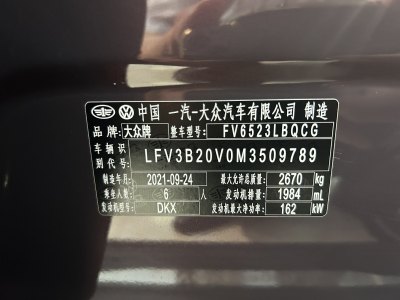 中国 一汽-大众汽车有限公司 制造
品牌: 大众牌 整车型号: FV6523LBQCG
车辆识别代号: LFV3B20V0M3509789
制造年月 2021-09-24 最大允许总质量: 2670 kg
乘坐人数: 6 人 发动机排量: 1984 mL
发动机型号: DKX 发动机最大净功率: 162 kW